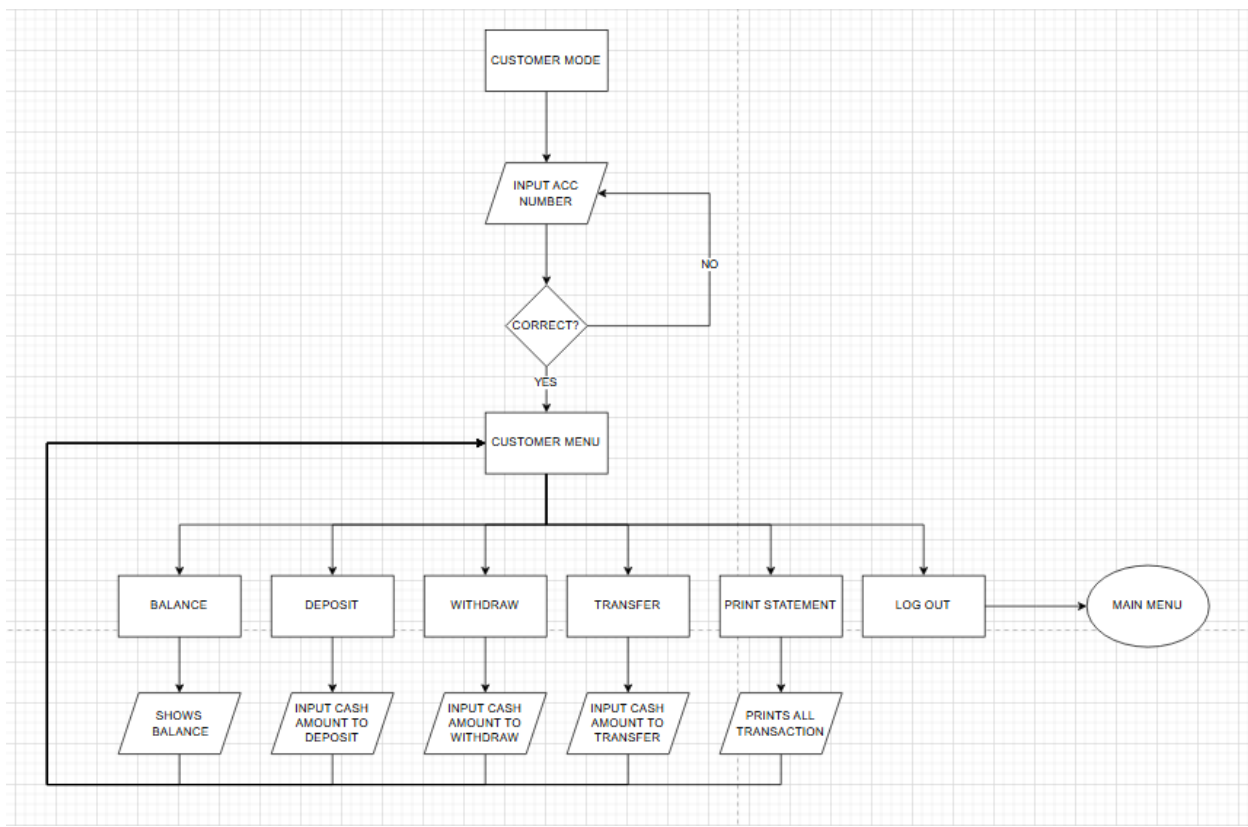 CUSTOMER MODE
INPUT ACC
NUMBER
NO
CORRECT?
YES
CUSTOMER MENU
BALANCE
DEPOSIT
WITHDRAW
TRANSFER
PRINT STATEMENT
LOG OUT
MAIN MENU
SHOWS
BALANCE
INPUT CASH
AMOUNT TO
DEPOSIT
INPUT CASH
AMOUNT TO
WITHDRAW
INPUT CASH
AMOUNT TO
TRANSFER
PRINTS ALL
TRANSACTION